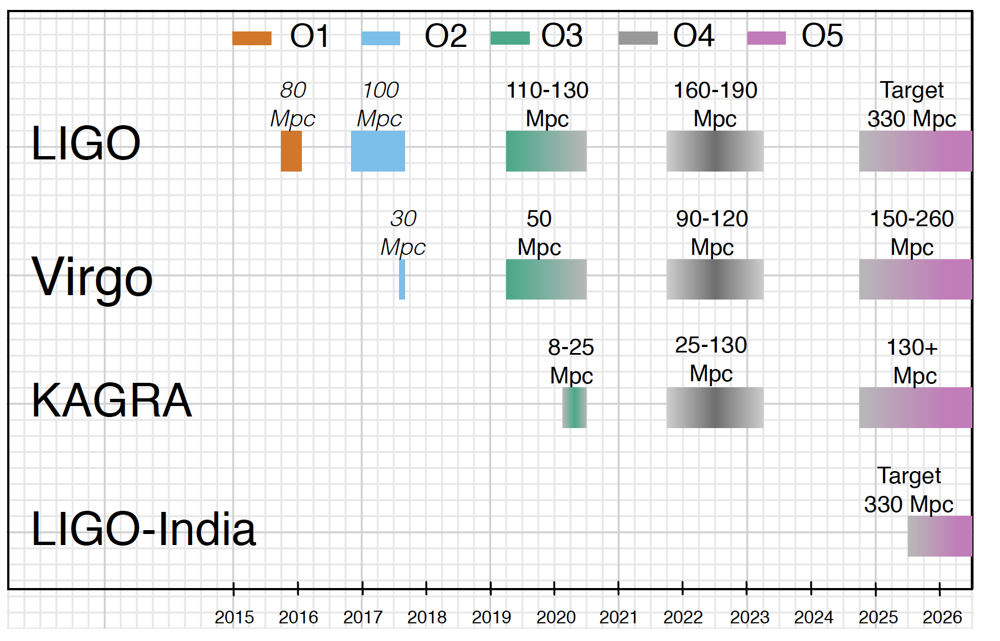 O1 O2 O3 O4 O5
80 100 110-130 160-190 Target
Mpc Mpc Mpc Mpc 330 Mpc
LIGO
30 50 90-120 150-260
Mpc Mpc Mpc Mpc
Virgo
8-25 25-130 130+
Mpc Mpc Mpc
KAGRA
Target
330 Mpc
LIGO-India
2015 2016 2017 2018 2019 2020 2021 2022 2023 2024 2025 2026